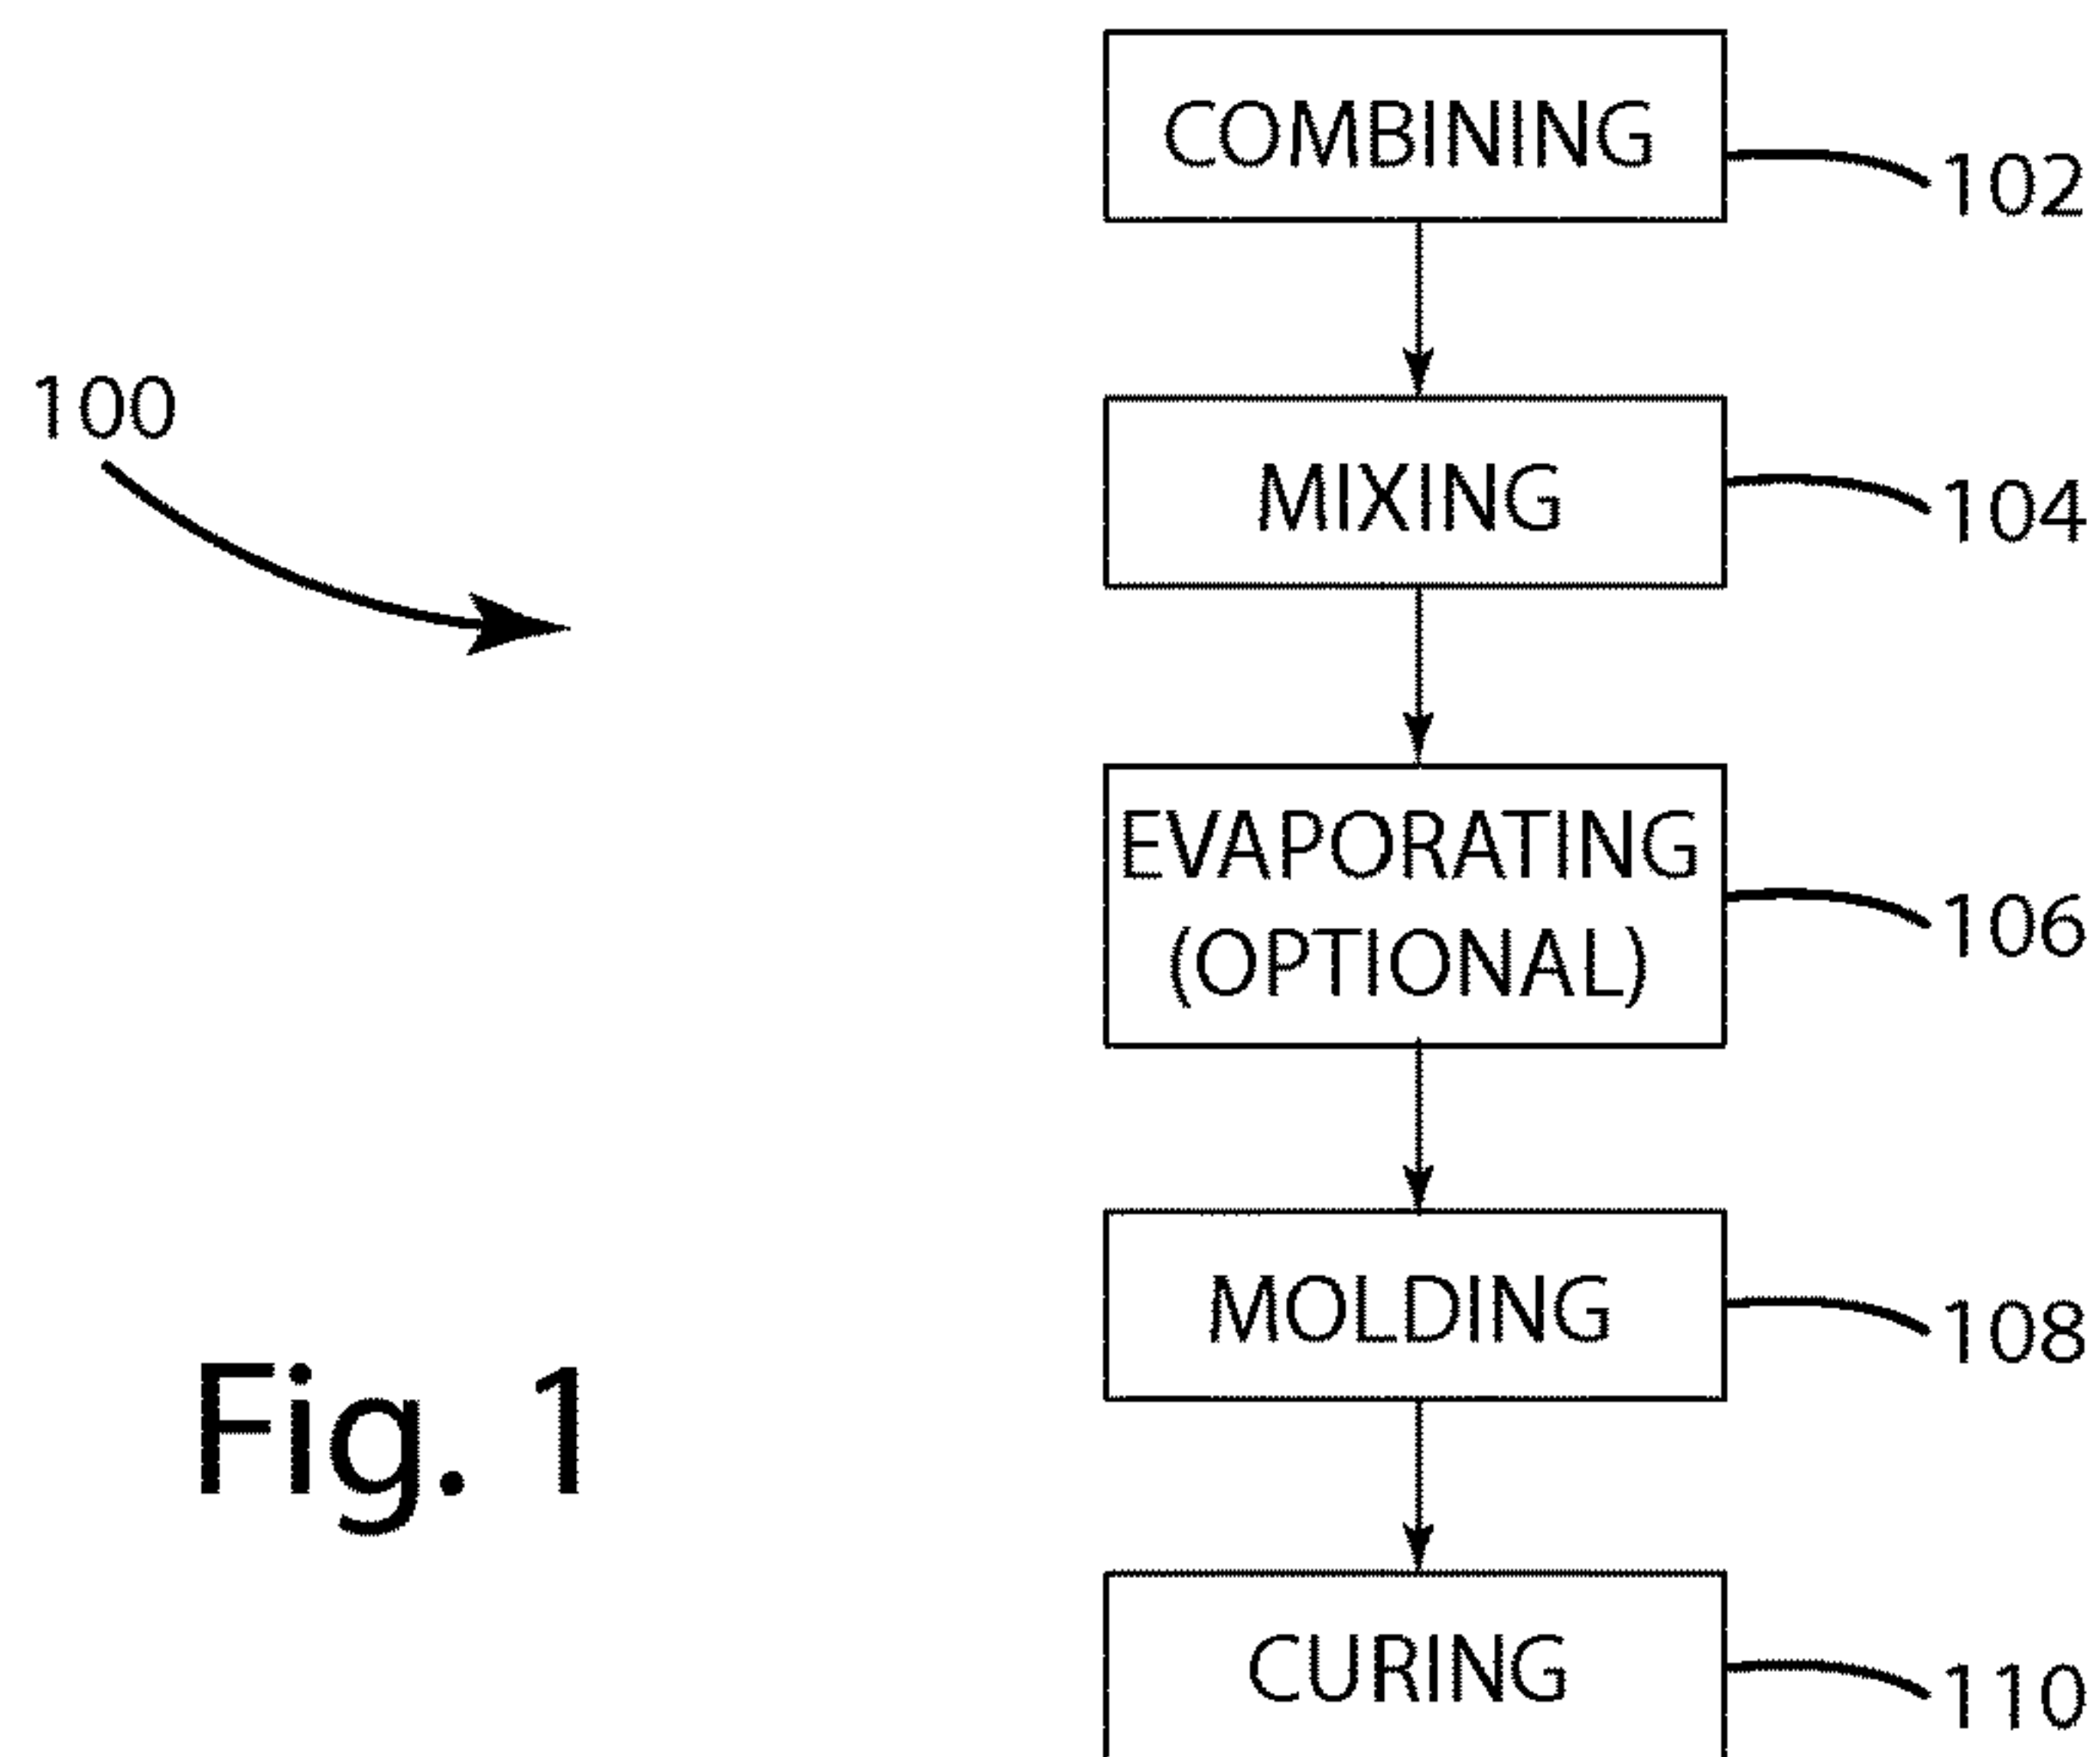 COMBINING
102
100
MIXING
104
EVAPORATING
(OPTIONAL)
106
MOLDING
108
Fig. 1
CURING
110